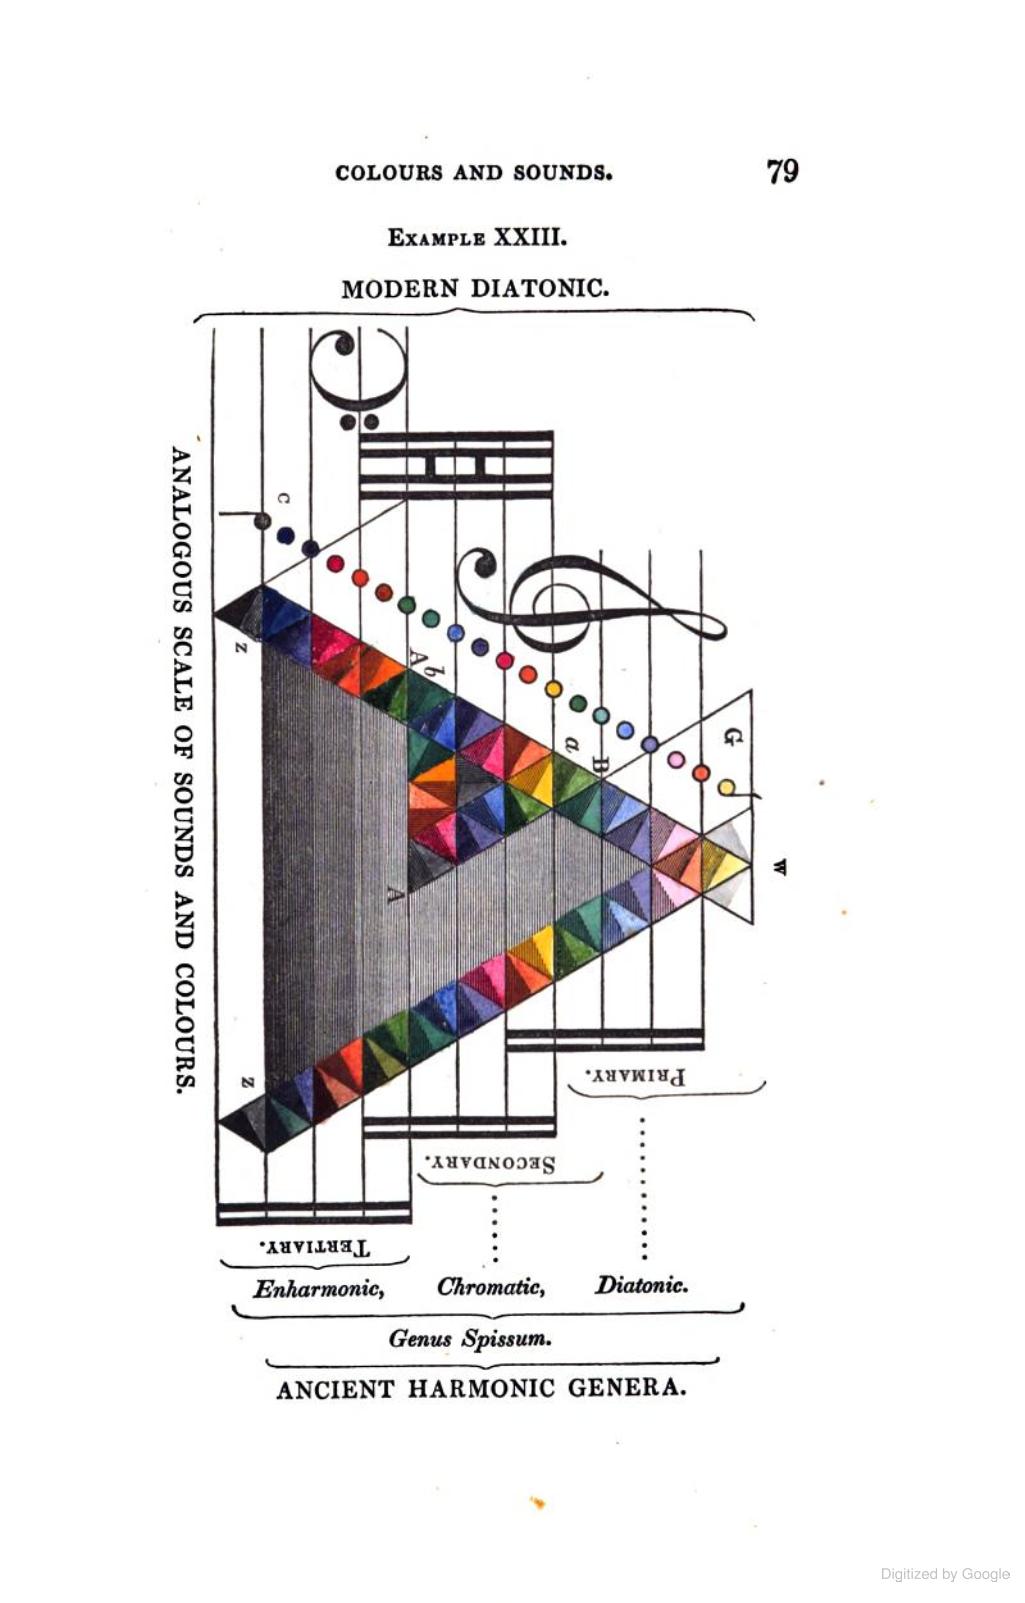 COLOURS AND SOUNDS.
79
EXAMPLE XXIII.
MODERN DIATONIC.
ANALOGOUS SCALE OF SOUNDS AND COLOURS.
c
z
A b
a
B
G
W
A
z
PRIMARY.
SECONDARY.
TERTIARY.
Enharmonic, Chromatic, Diatonic.
Genus Spissum.
ANCIENT HARMONIC GENERA.
Digitized by Google